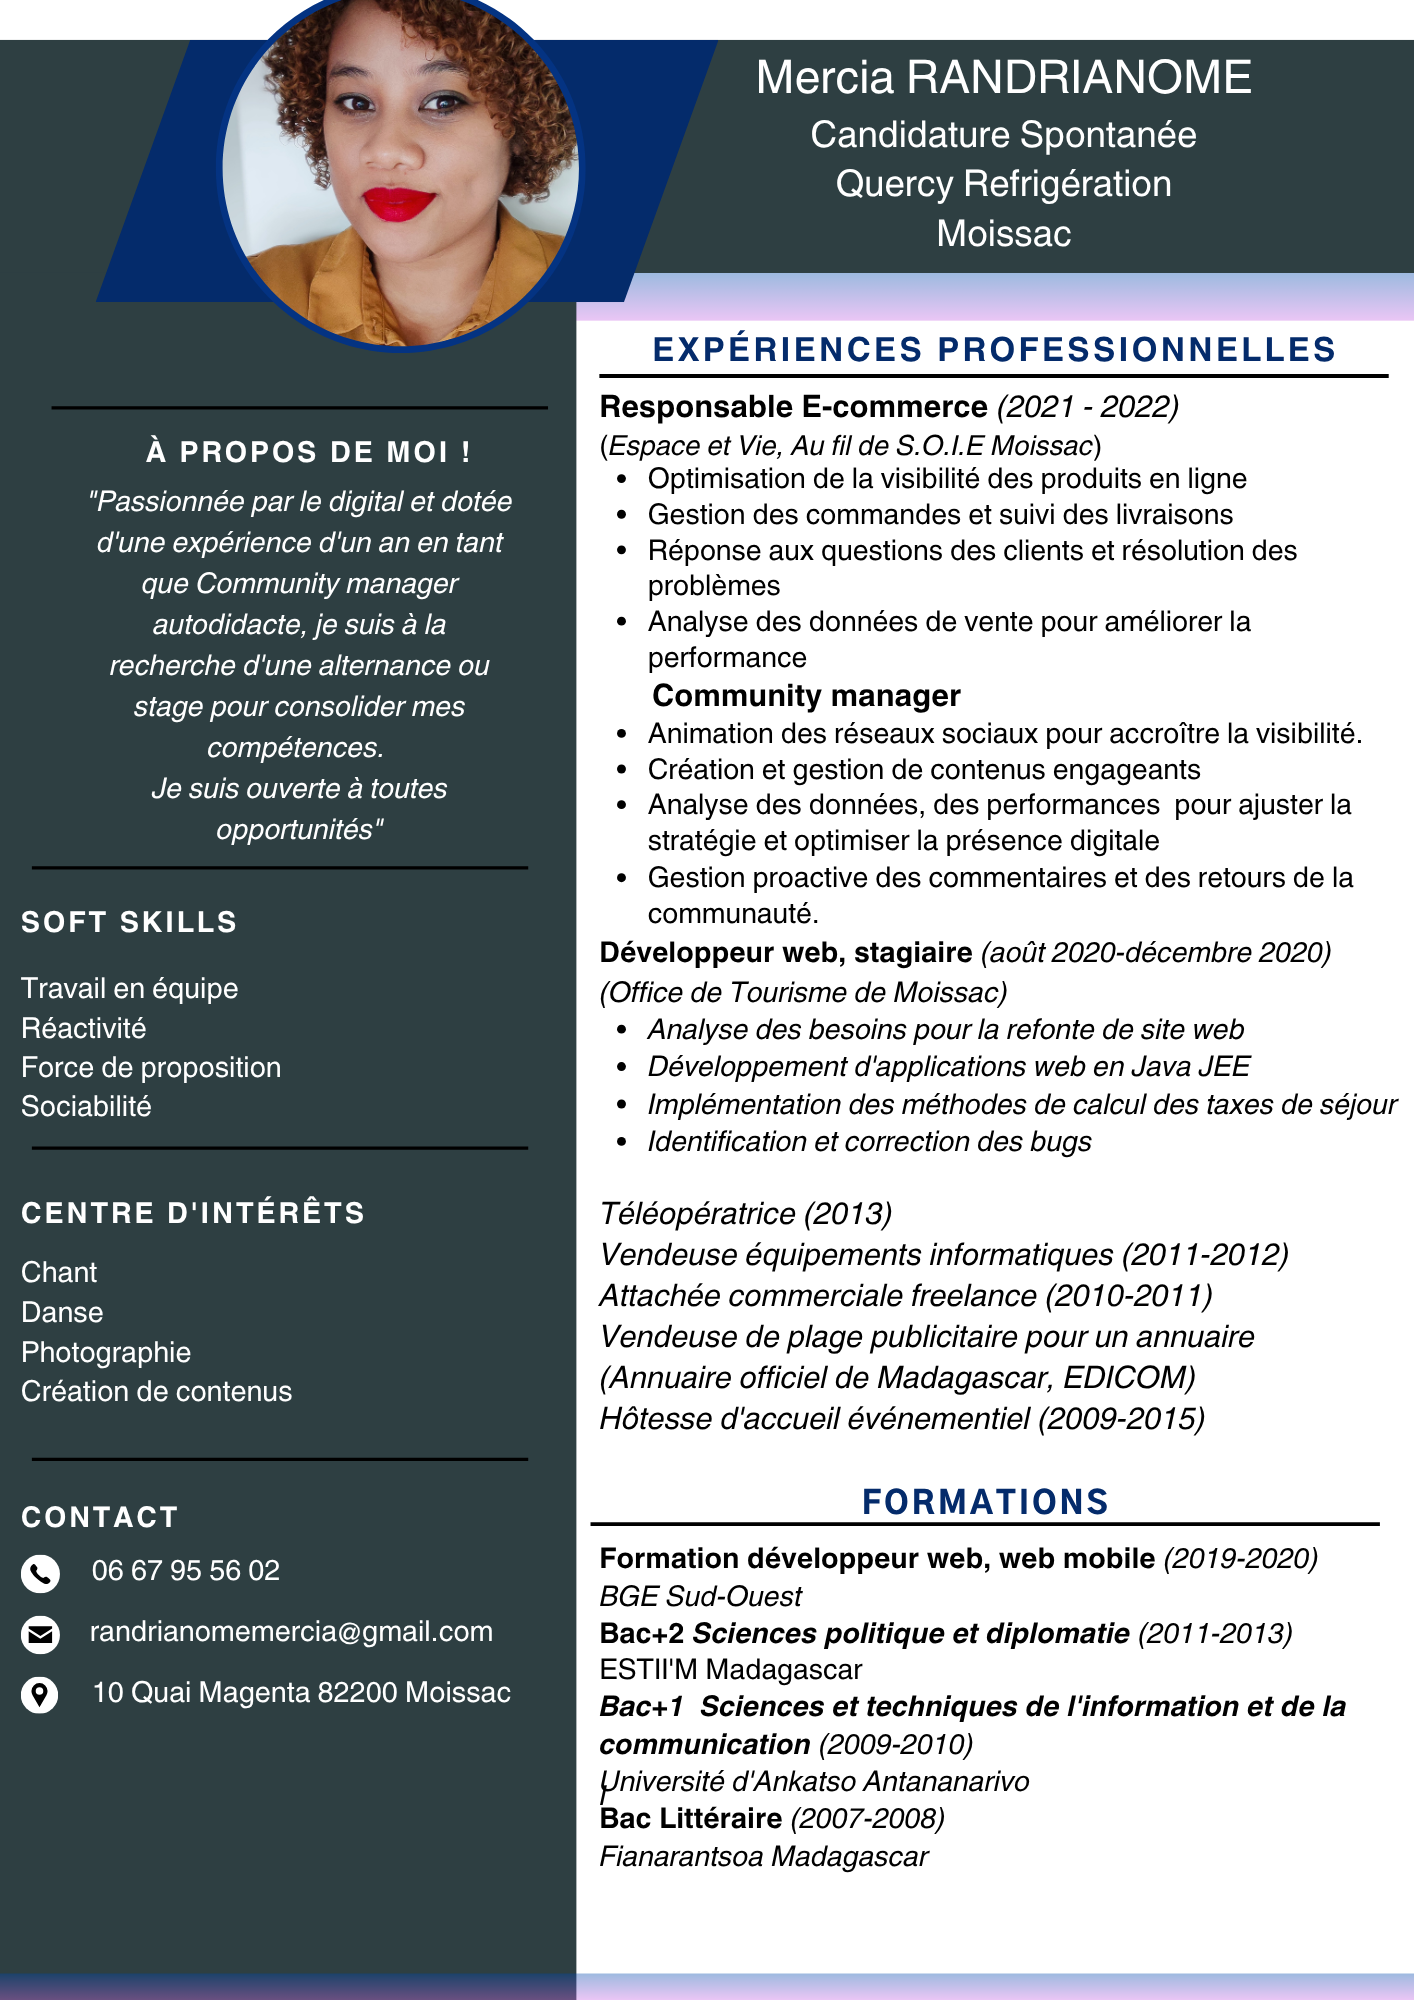 Mercia RANDRIANOME
Candidature Spontanée
Quercy Refrigération
Moissac
À PROPOS DE MOI !
"Passionnée par le digital et dotée
d'une expérience d'un an en tant
que Community manager
autodidacte, je suis à la
recherche d'une alternance ou
stage pour consolider mes
compétences.
Je suis ouverte à toutes
opportunités"
SOFT SKILLS
Travail en équipe
Réactivité
Force de proposition
Sociabilité
CENTRE D'INTÉRÊTS
Chant
Danse
Photographie
Création de contenus
CONTACT
06 67 95 56 02
randrianomemercia@gmail.com
10 Quai Magenta 82200 Moissac
EXPÉRIENCES PROFESSIONNELLES
Responsable E-commerce (2021 - 2022)
(Espace et Vie, Au fil de S.O.I.E Moissac)
• Optimisation de la visibilité des produits en ligne
• Gestion des commandes et suivi des livraisons
• Réponse aux questions des clients et résolution des
problèmes
• Analyse des données de vente pour améliorer la
performance
Community manager
• Animation des réseaux sociaux pour accroître la visibilité.
• Création et gestion de contenus engageants
• Analyse des données, des performances pour ajuster la
stratégie et optimiser la présence digitale
• Gestion proactive des commentaires et des retours de la
communauté.
Développeur web, stagiaire (août 2020-décembre 2020)
(Office de Tourisme de Moissac)
• Analyse des besoins pour la refonte de site web
• Développement d'applications web en Java JEE
• Implémentation des méthodes de calcul des taxes de séjour
• Identification et correction des bugs
Téléopératrice (2013)
Vendeuse équipements informatiques (2011-2012)
Attachée commerciale freelance (2010-2011)
Vendeuse de plage publicitaire pour un annuaire
(Annuaire officiel de Madagascar, EDICOM)
Hôtesse d'accueil événementiel (2009-2015)
FORMATIONS
Formation développeur web, web mobile (2019-2020)
BGE Sud-Ouest
Bac+2 Sciences politique et diplomatie (2011-2013)
ESTII'M Madagascar
Bac+1 Sciences et techniques de l'information et de la
communication (2009-2010)
Université d'Ankatso Antananarivo
Bac Littéraire (2007-2008)
Fianarantsoa Madagascar